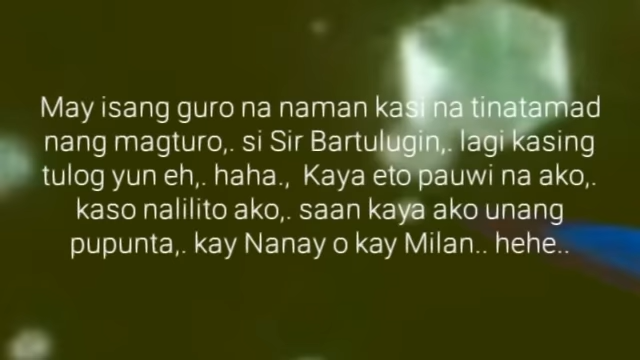 May isang guro na naman kasi na tinatamad
nang magturo,. si Sir Bartulugin,. lagi kasing
tulog yun eh,. haha., Kaya eto pauwi na ako,.
kaso nalilito ako,. saan kaya ako unang
pupunta,. kay Nanay o kay Milan.. hehe..